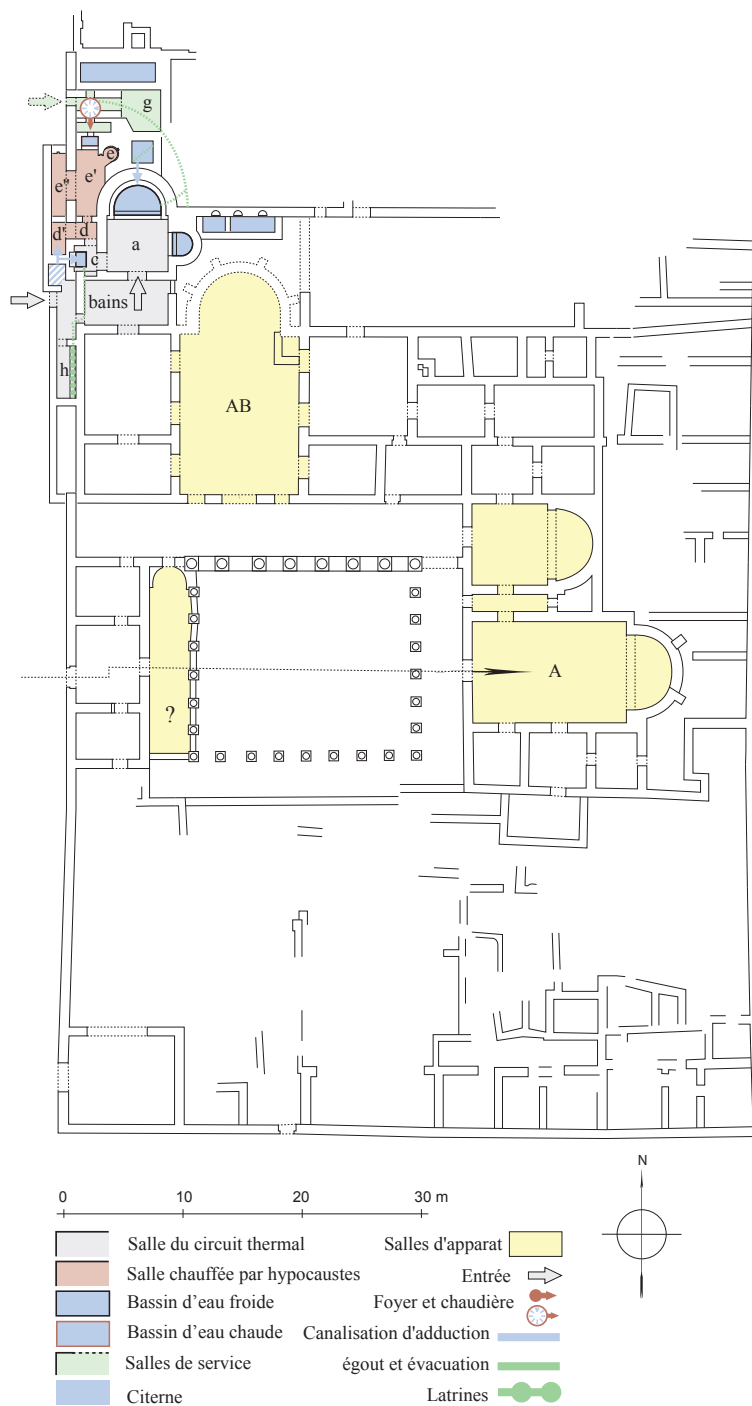 g
e"
e'
e"
d
d'
a
c
bains
h
AB
A
?
N
0 10 20 30 m
Salle du circuit thermal
Salle chauffée par hypocaustes
Bassin d’eau froide
Bassin d’eau chaude
Salles de service
Citerne
Salles d'apparat
Entrée
Foyer et chaudière
Canalisation d'adduction
égout et évacuation
Latrines